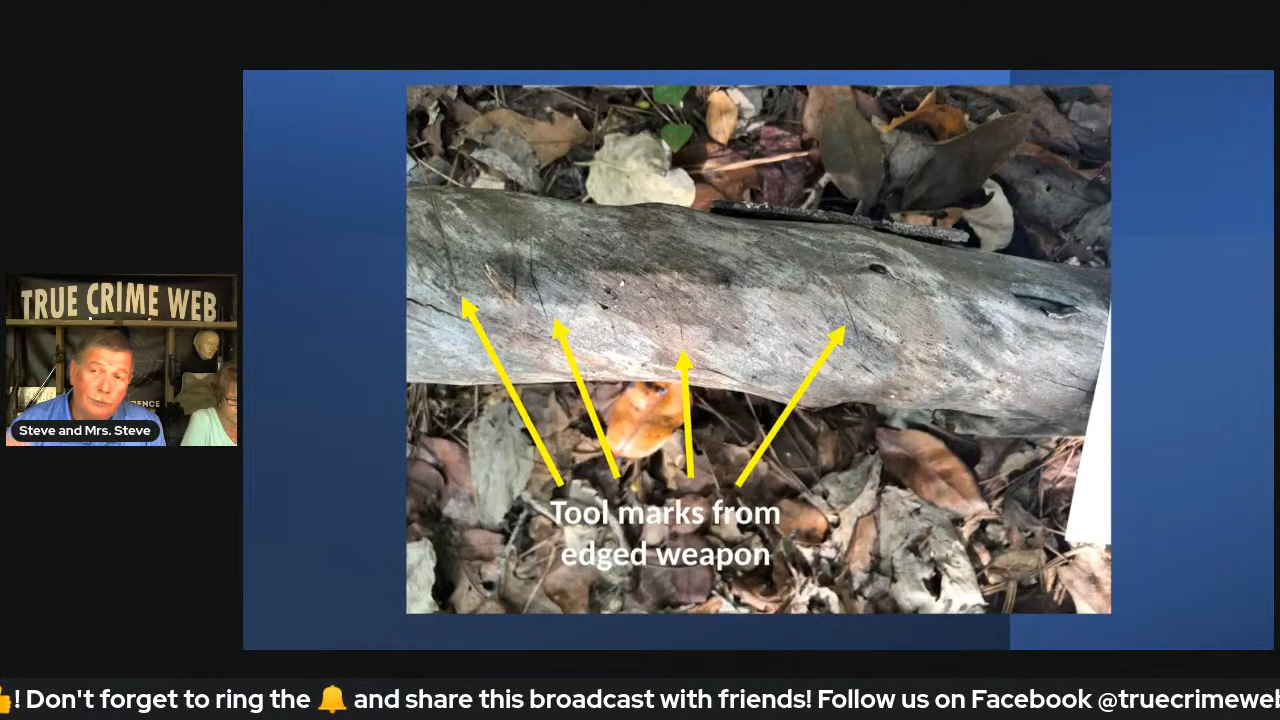 TRUE CRIME WEB
Steve and Mrs. Steve
Tool marks from
edged weapon
! Don't forget to ring the 🔔 and share this broadcast with friends! Follow us on Facebook